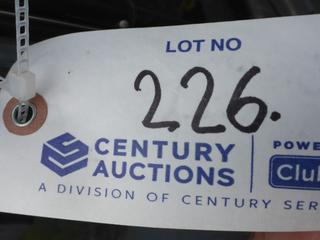 LOT NO
226.
CENTURY
AUCTIONS
POWE
Club
A DIVISION OF CENTURY SER